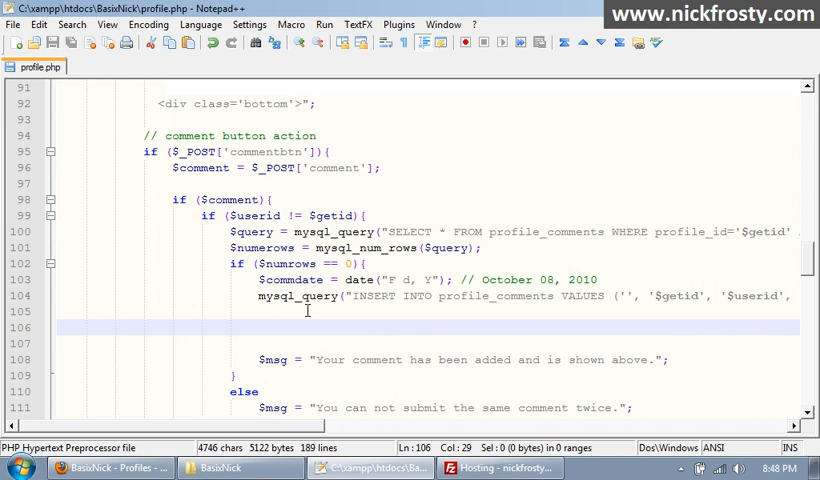 C:\xampp\htdocs\BasixNick\profile.php - Notepad++
www.nickfrosty.com
File Edit Search View Encoding Language Settings Macro Run TextFX Plugins Window ?
profile.php
91
92 <div class='bottom'>";
93
94 // comment button action
95 if ($_POST['commentbtn']){
96 $comment = $_POST['comment'];
97
98 if ($comment){
99 if ($userid != $getid){
100 $query = mysql_query("SELECT * FROM profile_comments WHERE profile_id='$getid'
101 $numerows = mysql_num_rows($query);
102 if ($numrows == 0){
103 $commdate = date("F d, Y"); // October 08, 2010
104 mysql_query("INSERT INTO profile_comments VALUES ('', '$getid', '$userid',
105
106
107
108 $msg = "Your comment has been added and is shown above.";
109 }
110 else
111 $msg = "You can not submit the same comment twice.";
PHP Hypertext Preprocessor file 4746 chars 5122 bytes 189 lines Ln : 106 Col : 29 Sel : 0 (0 bytes) in 0 ranges Dos\Windows ANSI INS
BasixNick - Profiles - ... BasixNick C:\xampp\htdocs\Bas... Hosting - nickfrosty... 8:48 PM